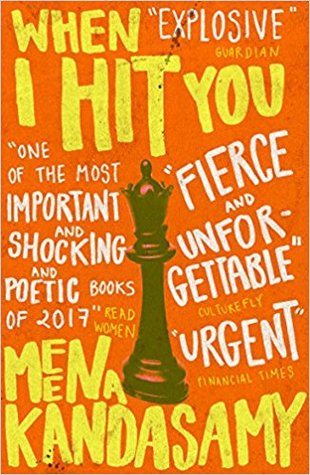 WHEN
"EXPLOSIVE"
GUARDIAN
I HIT YOU
"ONE
OF THE MOST
IMPORTANT
AND
SHOCKING
AND
POETIC BOOKS
OF 2017"
READ
WOMEN
"FIERCE
AND
UNFOR-
GETTABLE"
CULTUREFLY
"URGENT"
FINANCIAL TIMES
MEENA
KANDASAMY